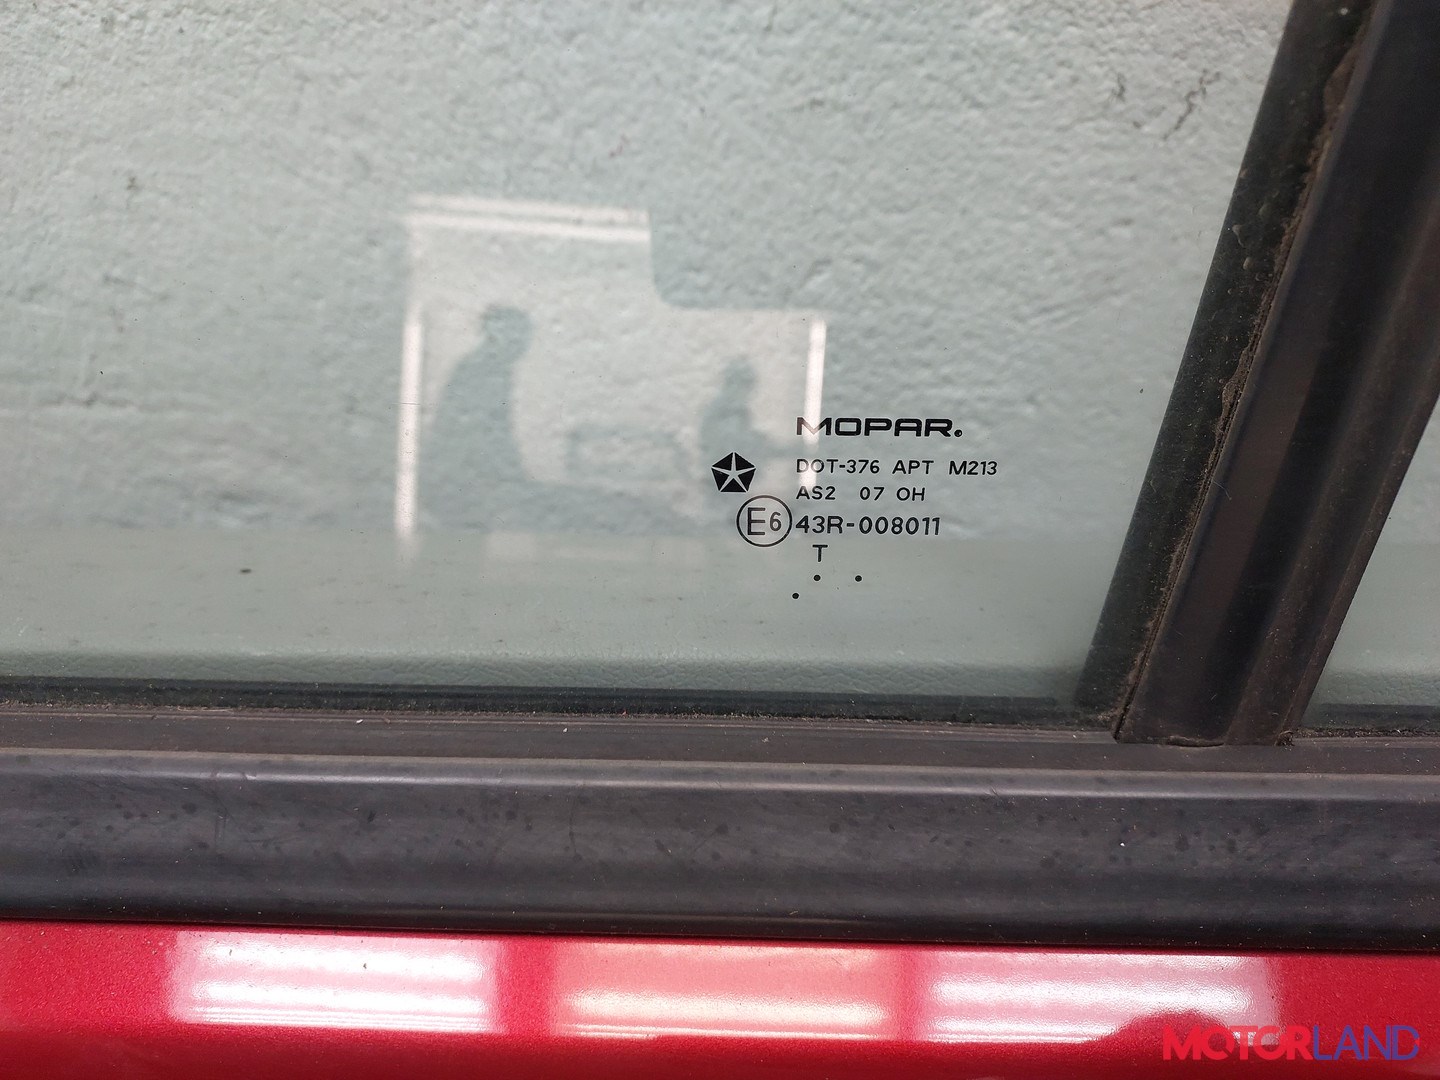 MOPAR®
DOT-376 APT M213
AS2 07 OH
E6 43R-008011
T
MOTORLAND